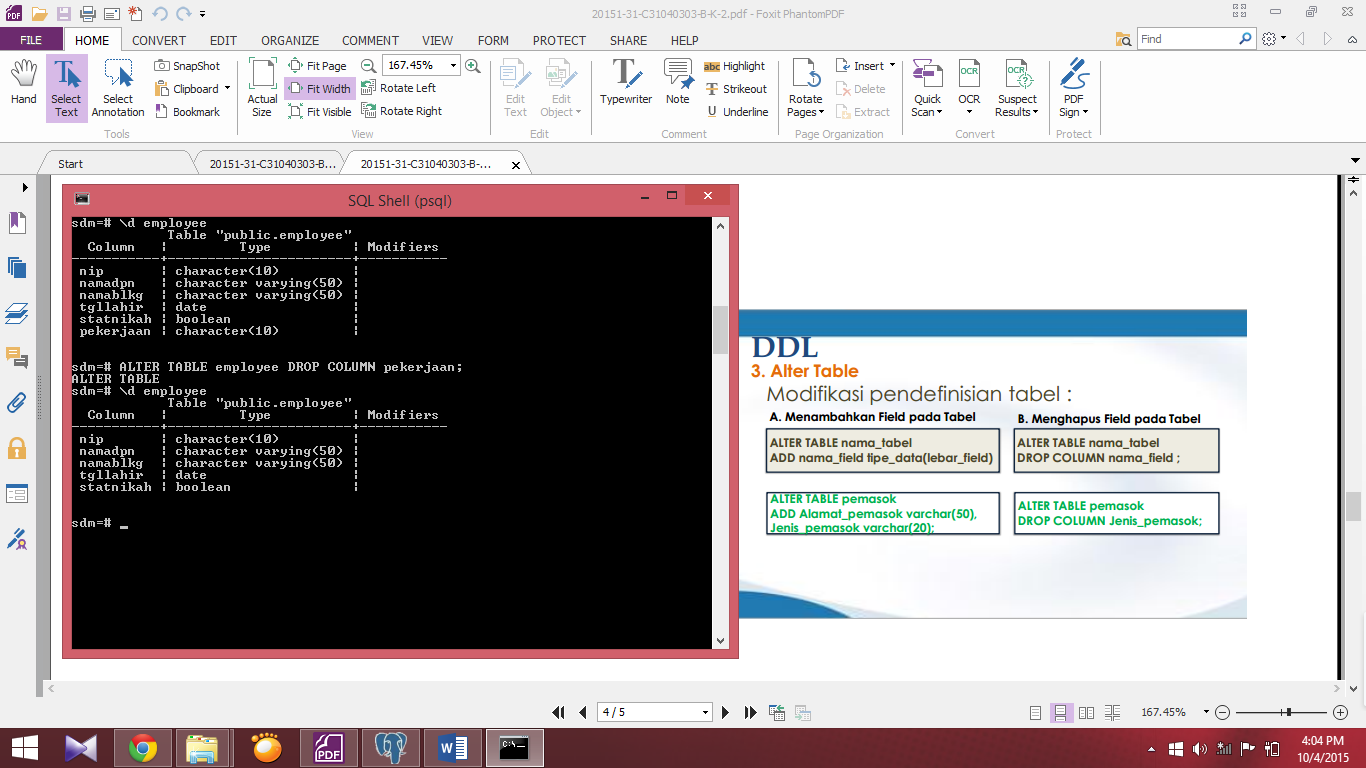 20151-31-C31040303-B-K-2.pdf - Foxit PhantomPDF
FILE HOME CONVERT EDIT ORGANIZE COMMENT VIEW FORM PROTECT SHARE HELP Find
Hand
Select Text
Select Annotation
SnapShot
Clipboard
Bookmark
Tools
Actual Size
Fit Page
Fit Width
Fit Visible
167.45%
Rotate Left
Rotate Right
View
Edit Text
Edit Object
Edit
Typewriter
Note
abc Highlight
T Strikeout
U Underline
Comment
Rotate Pages
Insert
Delete
Extract
Page Organization
Quick Scan
OCR
OCR
OCR
Suspect Results
Convert
PDF Sign
Protect
Start 20151-31-C31040303-B... 20151-31-C31040303-B-...
SQL Shell (psql)
sdm=# \d employee
Table "public.employee"
Column | Type | Modifiers
-----------+-----------------------+-----------
nip | character(10) |
namadpn | character varying(50) |
namablkg | character varying(50) |
tgllahir | date |
statnikah | boolean |
pekerjaan | character(10) |
sdm=# ALTER TABLE employee DROP COLUMN pekerjaan;
ALTER TABLE
sdm=# \d employee
Table "public.employee"
Column | Type | Modifiers
-----------+-----------------------+-----------
nip | character(10) |
namadpn | character varying(50) |
namablkg | character varying(50) |
tgllahir | date |
statnikah | boolean |
sdm=# _
DDL
3. Alter Table
Modifikasi pendefinisian tabel :
A. Menambahkan Field pada Tabel
ALTER TABLE nama_tabel
ADD nama_field tipe_data(lebar_field)
ALTER TABLE pemasok
ADD Alamat_pemasok varchar(50),
Jenis_pemasok varchar(20);
B. Menghapus Field pada Tabel
ALTER TABLE nama_tabel
DROP COLUMN nama_field ;
ALTER TABLE pemasok
DROP COLUMN Jenis_pemasok;
4 / 5
167.45%
PDF
4:04 PM
10/4/2015